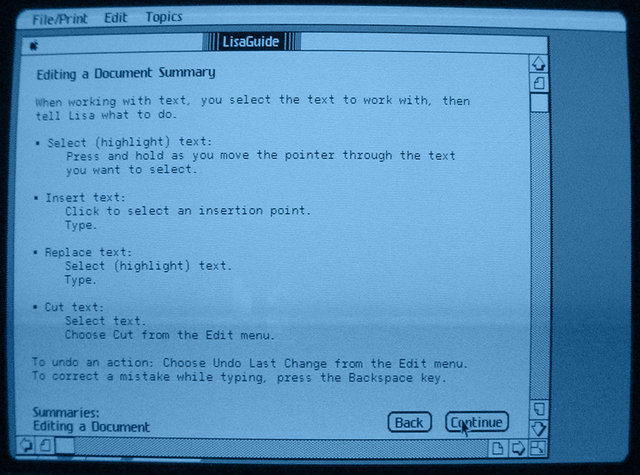 File/Print Edit Topics
LisaGuide
Editing a Document Summary
When working with text, you select the text to work with, then
tell Lisa what to do.
▪ Select (highlight) text:
Press and hold as you move the pointer through the text
you want to select.
▪ Insert text:
Click to select an insertion point.
Type.
▪ Replace text:
Select (highlight) text.
Type.
▪ Cut text:
Select text.
Choose Cut from the Edit menu.
To undo an action: Choose Undo Last Change from the Edit menu.
To correct a mistake while typing, press the Backspace key.
Summaries:
Editing a Document
Back Continue